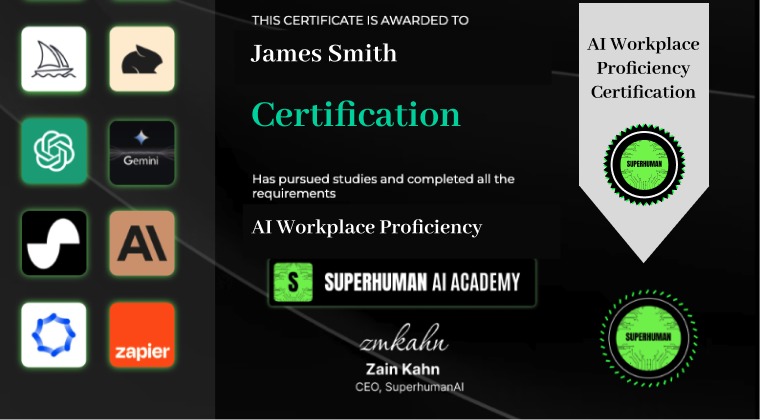 THIS CERTIFICATE IS AWARDED TO
James Smith
Certification
Has pursued studies and completed all the
requirements
AI Workplace Proficiency
S SUPERHUMAN AI ACADEMY
zmkahn
Zain Kahn
CEO, SuperhumanAI
AI Workplace
Proficiency
Certification
SUPERHUMAN
SUPERHUMAN
Gemini
AI
zapier